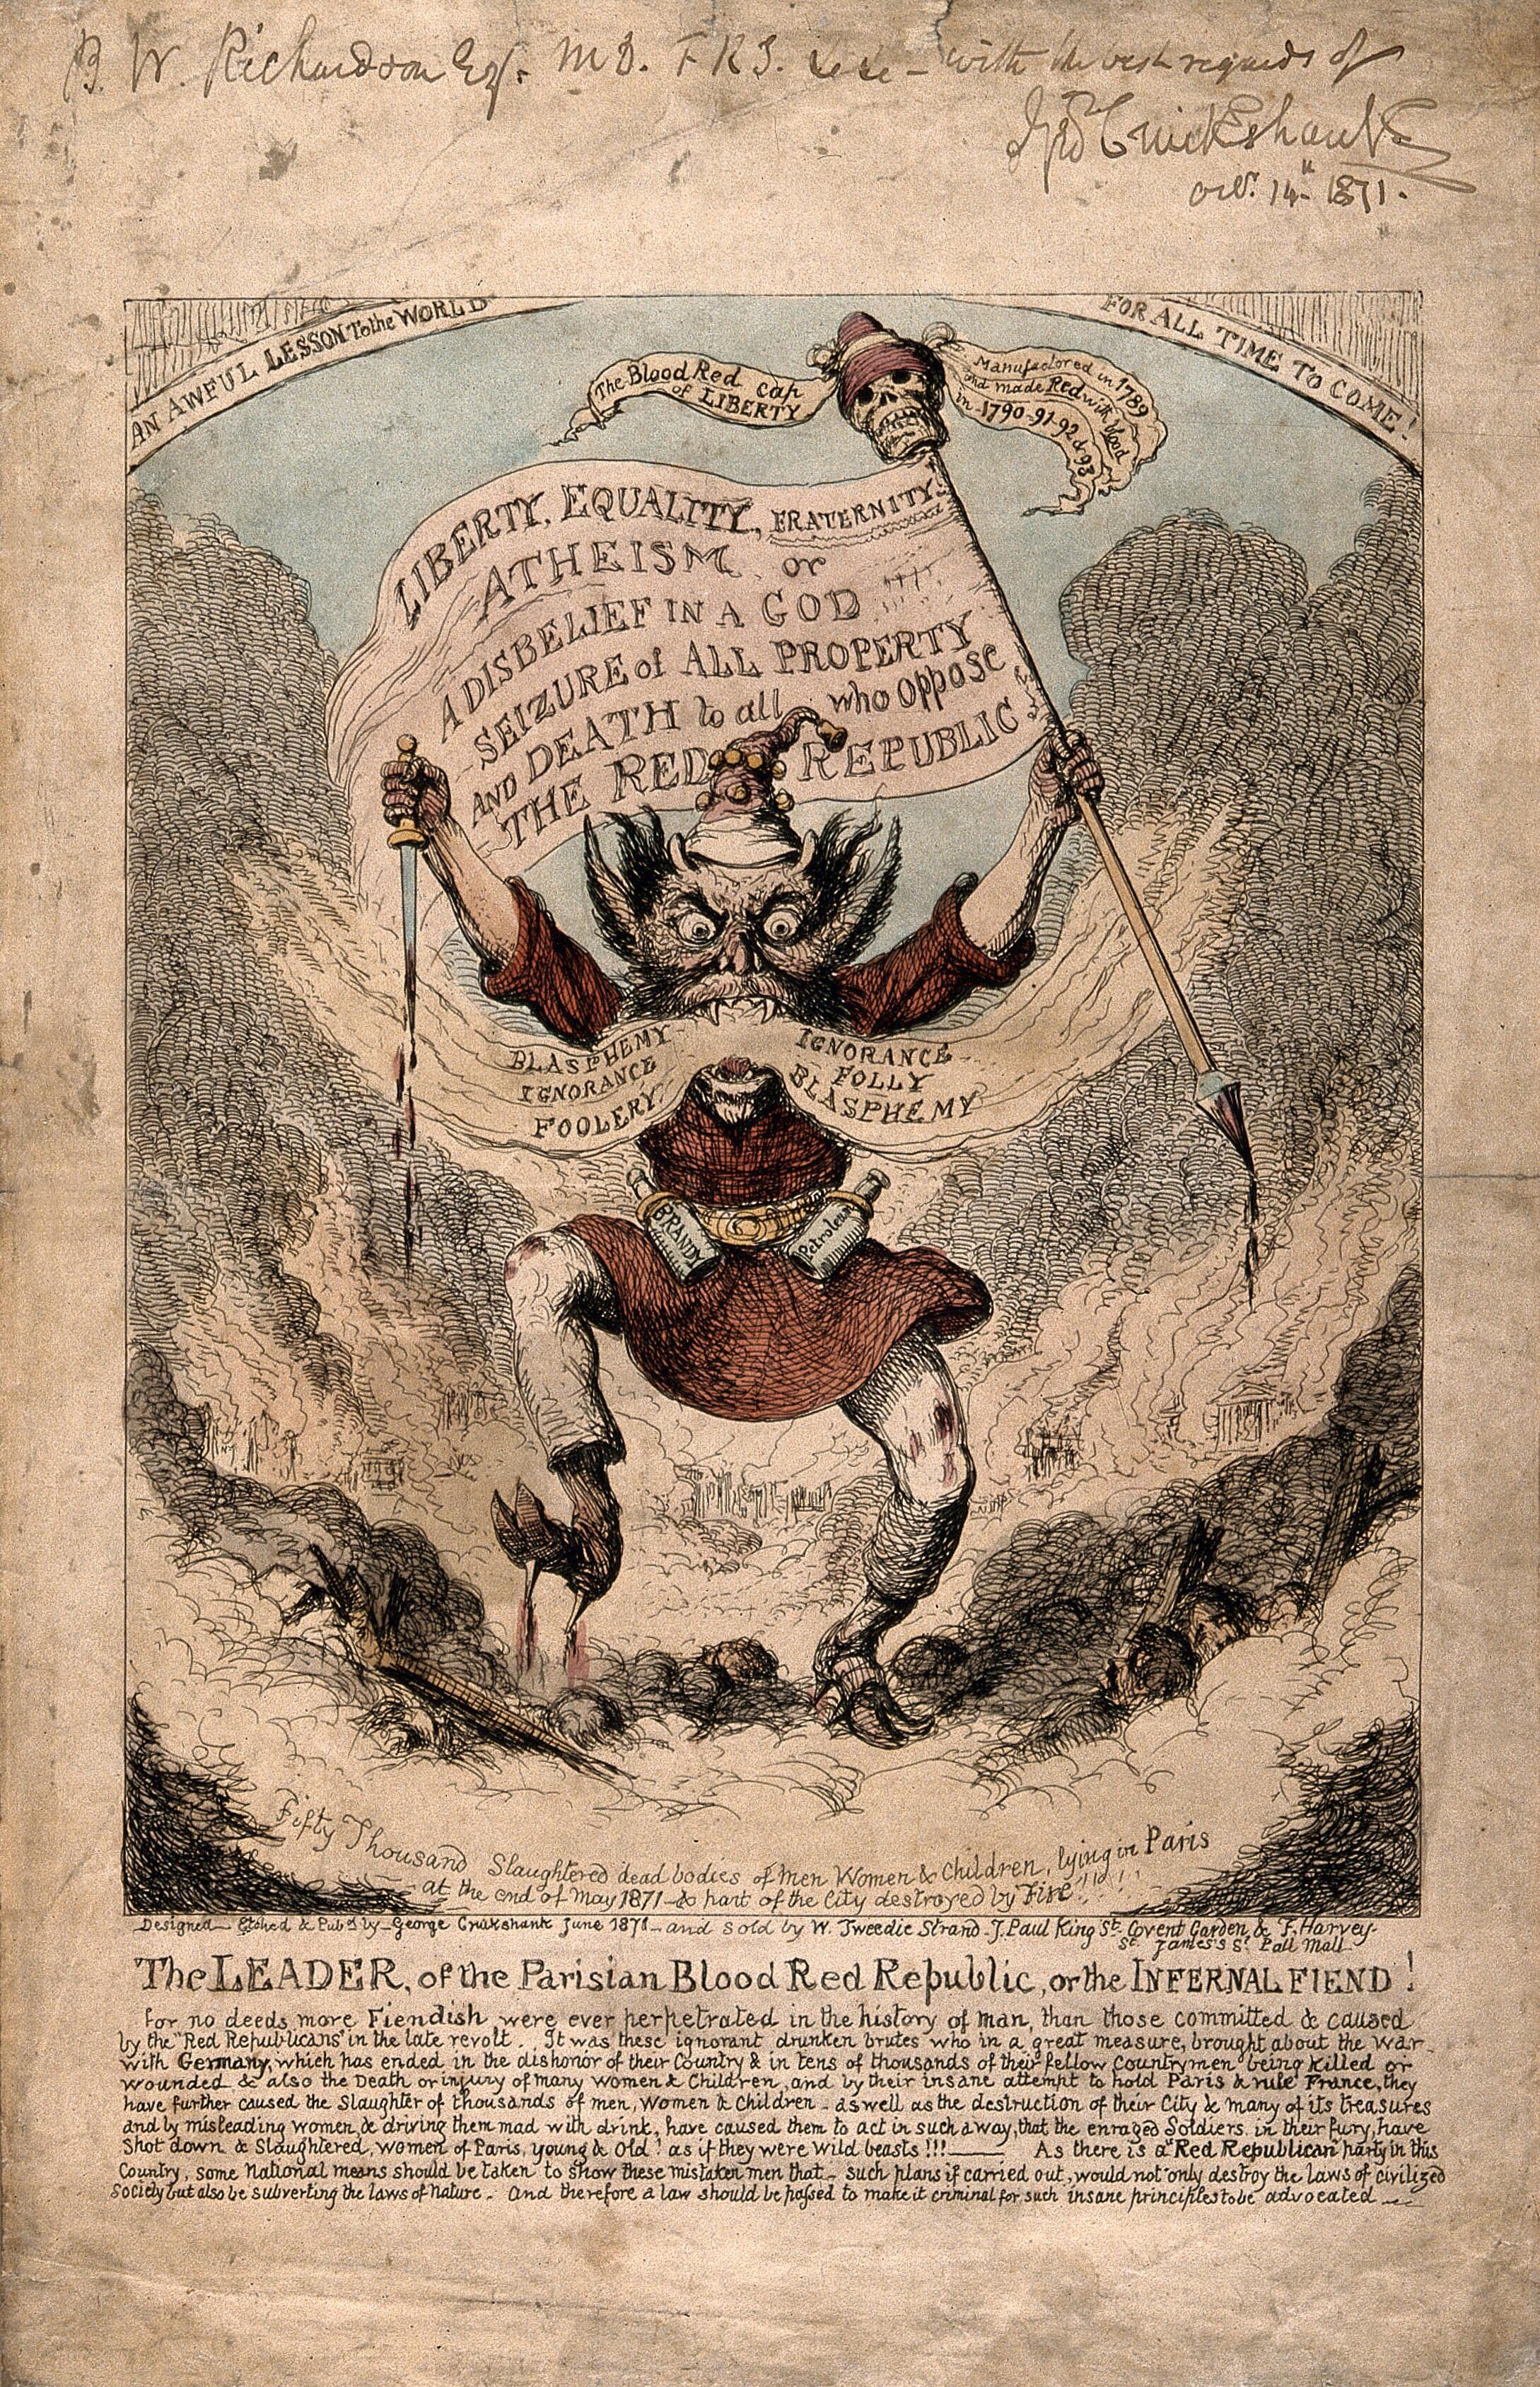 B. W. Richardson Esq. M.D. F.R.S. &c &c - with the best regards of
Geo Cruikshank
Oct. 14th 1871.
AN AWFUL LESSON To the WORLD
FOR ALL TIME TO COME!
The Blood Red cap
of LIBERTY
Manufactored in 1789
and made Red with blood
in 1790-91-92 & 93
LIBERTY, EQUALITY, FRATERNITY.
ATHEISM or
A DISBELIEF IN A GOD
SEIZURE of ALL PROPERTY
AND DEATH to all who oppose
THE RED REPUBLIC
BLASPHEMY
IGNORANCE
FOOLERY.
IGNORANCE
FOLLY
BLASPHEMY
BRANDY
Petroleum
Fifty Thousand Slaughtered dead bodies of Men Women & Children, lying in Paris
at the end of May 1871 - & part of the City destroyed by Fire!!!!!
Designed - Etched & Pubd by - George Cruikshank June 1871 - and sold by W. Tweedie Strand - J. Paul King St. Covent Garden, & F. Harvey-
St James's St. Pall Mall
The LEADER, of the Parisian Blood Red Republic, or the INFERNAL FIEND!
For no deeds more Fiendish were ever perpetrated in the history of man, than those committed & caused
by the "Red Republicans" in the late revolt. It was these ignorant drunken brutes who in a great measure, brought about the war
with Germany, which has ended in the dishonor of their Country & in tens of thousands of their fellow Countrymen being killed or
wounded & also the Death or injury of many women & Children, and by their insane attempt to hold Paris & rule France, they
have further caused the slaughter of thousands of men, women & children - as well as the destruction of their City & many of its treasures
and by misleading women, & driving them mad with drink, have caused them to act in such a way, that the enraged Soldiers, in their fury, have
Shot down & Slaughtered, women of Paris, young & old! as if they were wild beasts!!! As there is a "Red Republican" party in this
Country, some National means should be taken to show these mistaken men that - such plans if carried out, would not only destroy the laws of civilized
society but also be subverting the laws of nature - And therefore a law should be passed to make it criminal for such insane principles to be advocated